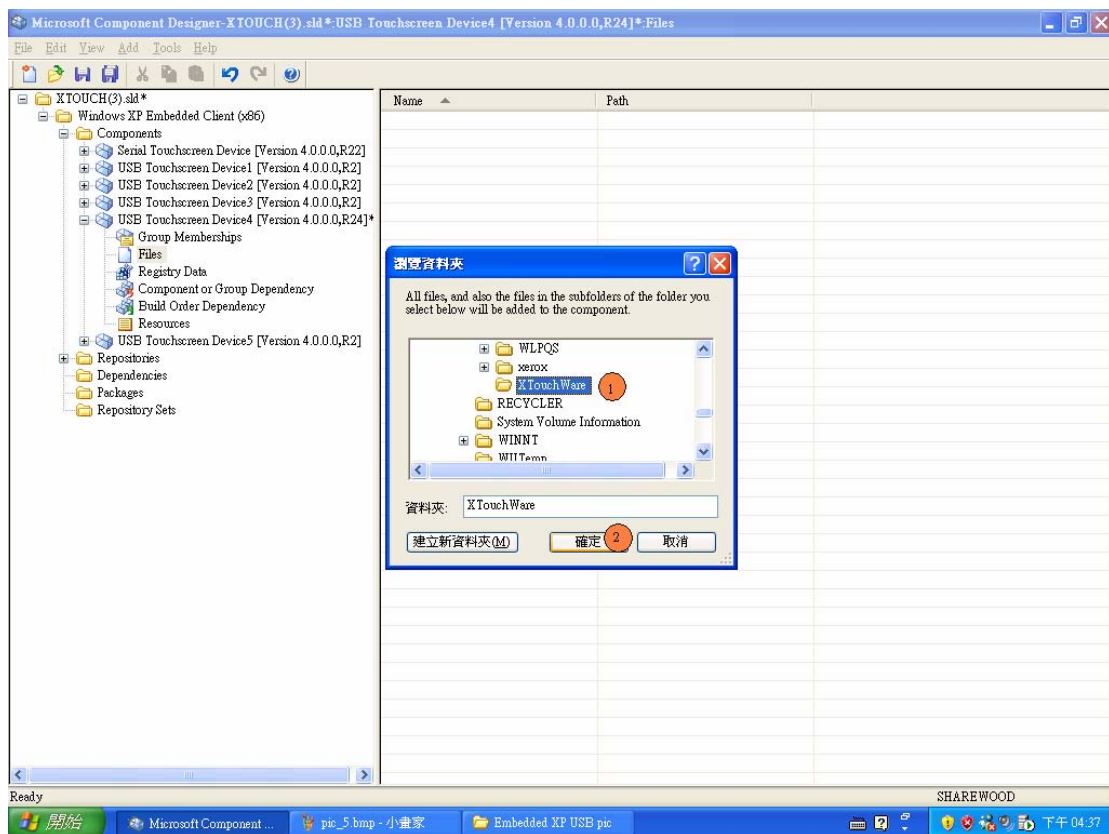 Microsoft Component Designer-XTOUCH(3).sld*:USB Touchscreen Device4 [Version 4.0.0.0,R24]*:Files
File Edit View Add Tools Help
XTOUCH(3).sld*
Windows XP Embedded Client (x86)
Components
Serial Touchscreen Device [Version 4.0.0.0,R22]
USB Touchscreen Device1 [Version 4.0.0.0,R2]
USB Touchscreen Device2 [Version 4.0.0.0,R2]
USB Touchscreen Device3 [Version 4.0.0.0,R2]
USB Touchscreen Device4 [Version 4.0.0.0,R24]*
Group Memberships
Files
Registry Data
Component or Group Dependency
Build Order Dependency
Resources
USB Touchscreen Device5 [Version 4.0.0.0,R2]
Repositories
Dependencies
Packages
Repository Sets
Name Path
瀏覽資料夾
All files, and also the files in the subfolders of the folder you
select below will be added to the component.
WLPQS
xerox
XTouchWare 1
RECYCLER
System Volume Information
WINNT
WUTemp
資料夾: XTouchWare
建立新資料夾(M) 確定 2 取消
Ready SHAREWOOD
開始 Microsoft Component ... pic_5.bmp - 小畫家 Embedded XP USB pic 下午 04:37